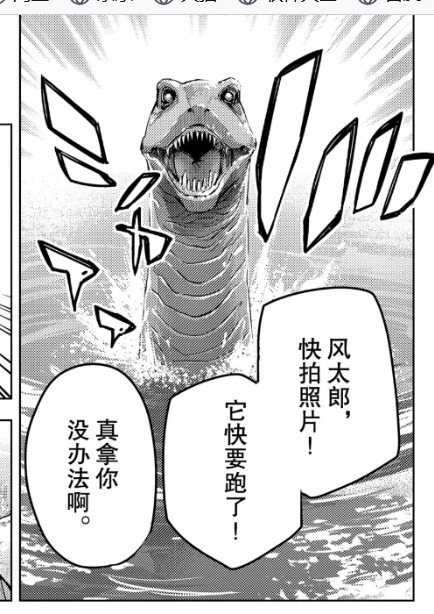 风太郎，
快拍照片！
它快要跑了！
真拿你
没办法啊。